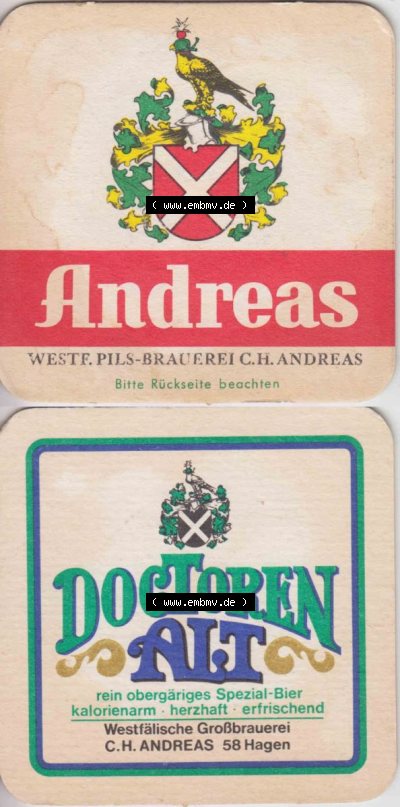 ( www.embmv.de )
Andreas
WESTF. PILS-BRAUEREI C.H. ANDREAS
Bitte Rückseite beachten
DOCTOREN
( www.embmv.de )
ALT
rein obergäriges Spezial-Bier
kalorienarm · herzhaft · erfrischend
Westfälische Großbrauerei
C.H. ANDREAS 58 Hagen